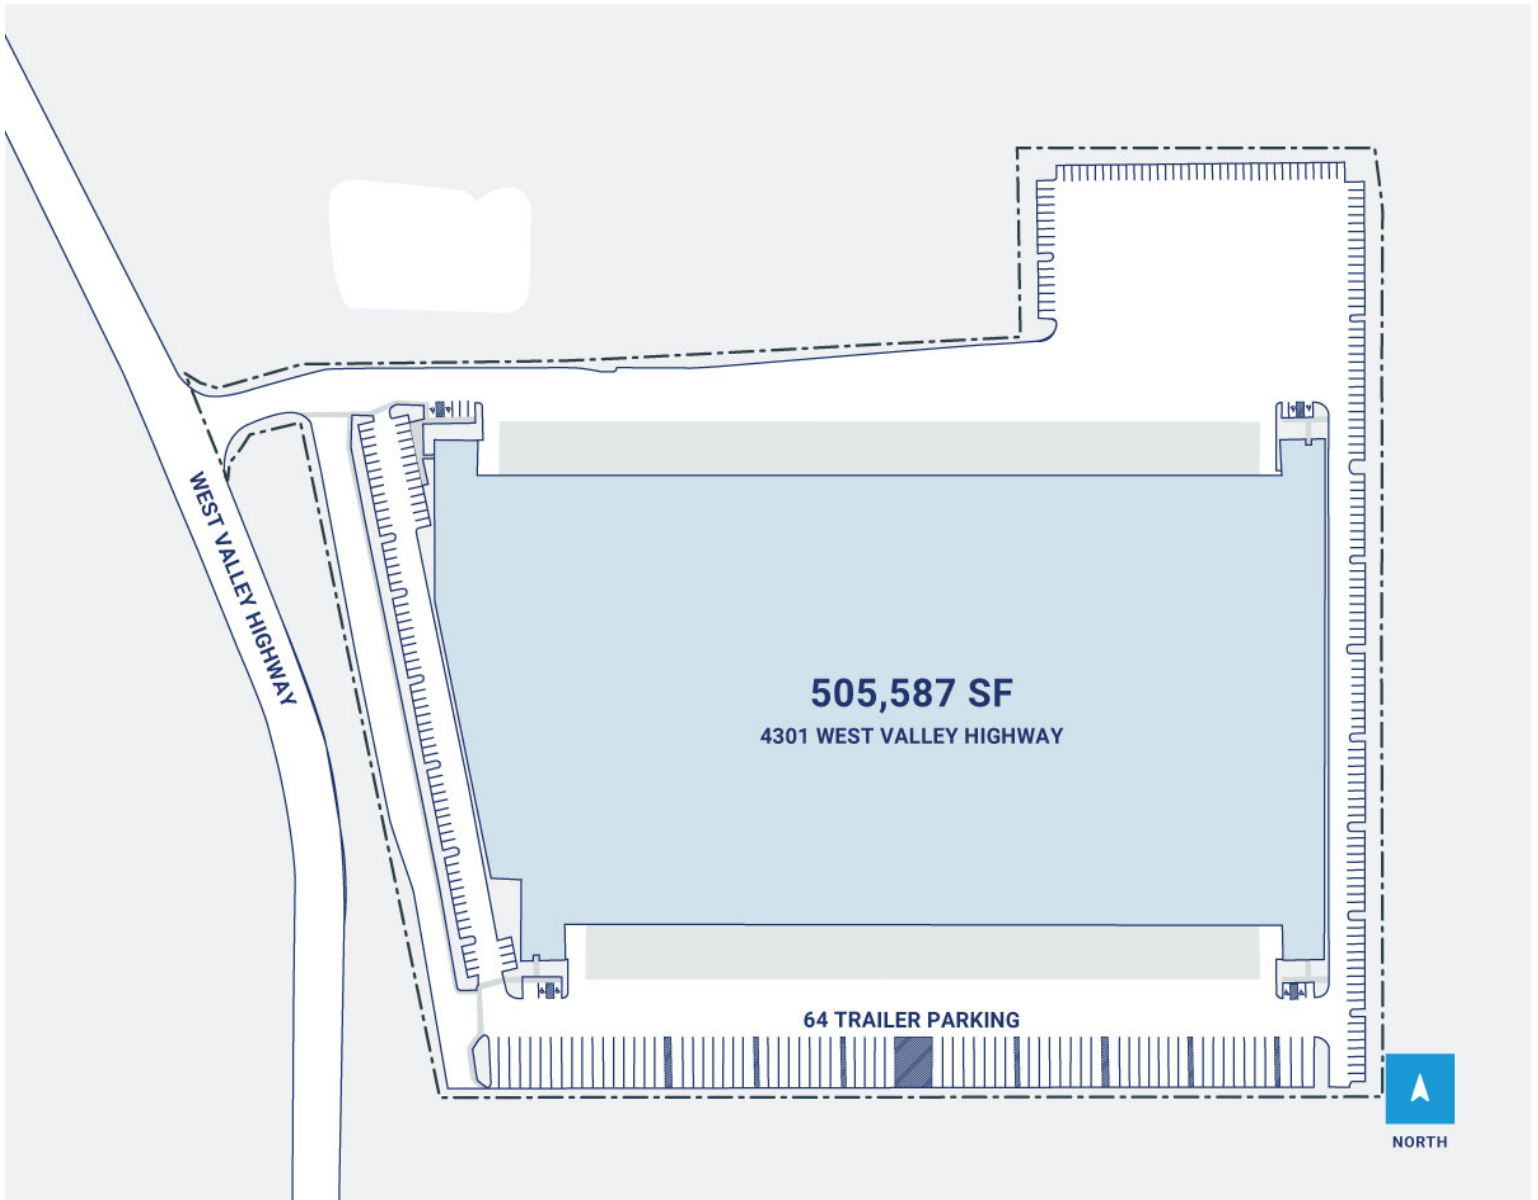 WEST VALLEY HIGHWAY
505,587 SF
4301 WEST VALLEY HIGHWAY
64 TRAILER PARKING
NORTH